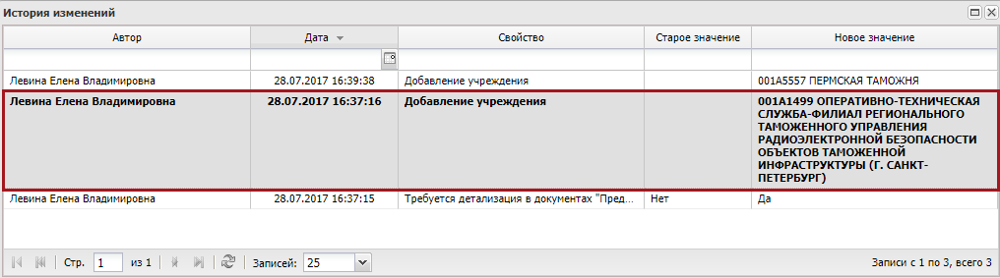 История изменений
Автор Дата Свойство Старое значение Новое значение
Левина Елена Владимировна 28.07.2017 16:39:38 Добавление учреждения 001А5557 ПЕРМСКАЯ ТАМОЖНЯ
Левина Елена Владимировна 28.07.2017 16:37:16 Добавление учреждения 001А1499 ОПЕРАТИВНО-ТЕХНИЧЕСКАЯ
СЛУЖБА-ФИЛИАЛ РЕГИОНАЛЬНОГО
ТАМОЖЕННОГО УПРАВЛЕНИЯ
РАДИОЭЛЕКТРОННОЙ БЕЗОПАСНОСТИ
ОБЪЕКТОВ ТАМОЖЕННОЙ
ИНФРАСТРУКТУРЫ (Г. САНКТ-
ПЕТЕРБУРГ)
Левина Елена Владимировна 28.07.2017 16:37:15 Требуется детализация в документах "Пред... Нет Да
Стр. 1 из 1 Записей: 25 Записи с 1 по 3, всего 3